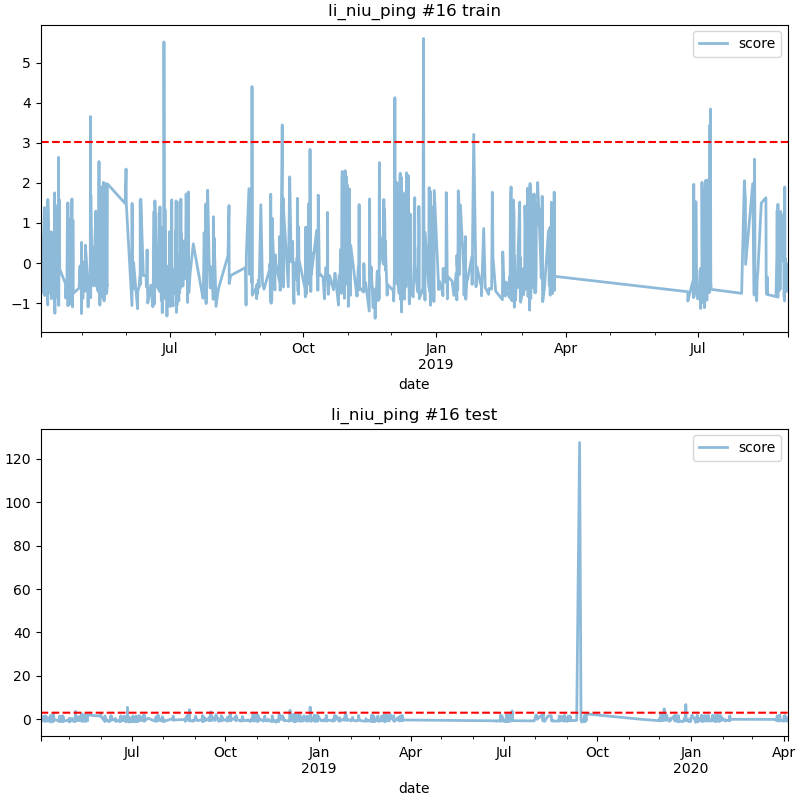 li_niu_ping #16 train
score
5
4
3
2
1
0
−1
Jul
Oct
Jan
2019
Apr
Jul
date
li_niu_ping #16 test
score
120
100
80
60
40
20
0
Jul
Oct
Jan
2019
Apr
Jul
Oct
Jan
2020
Apr
date